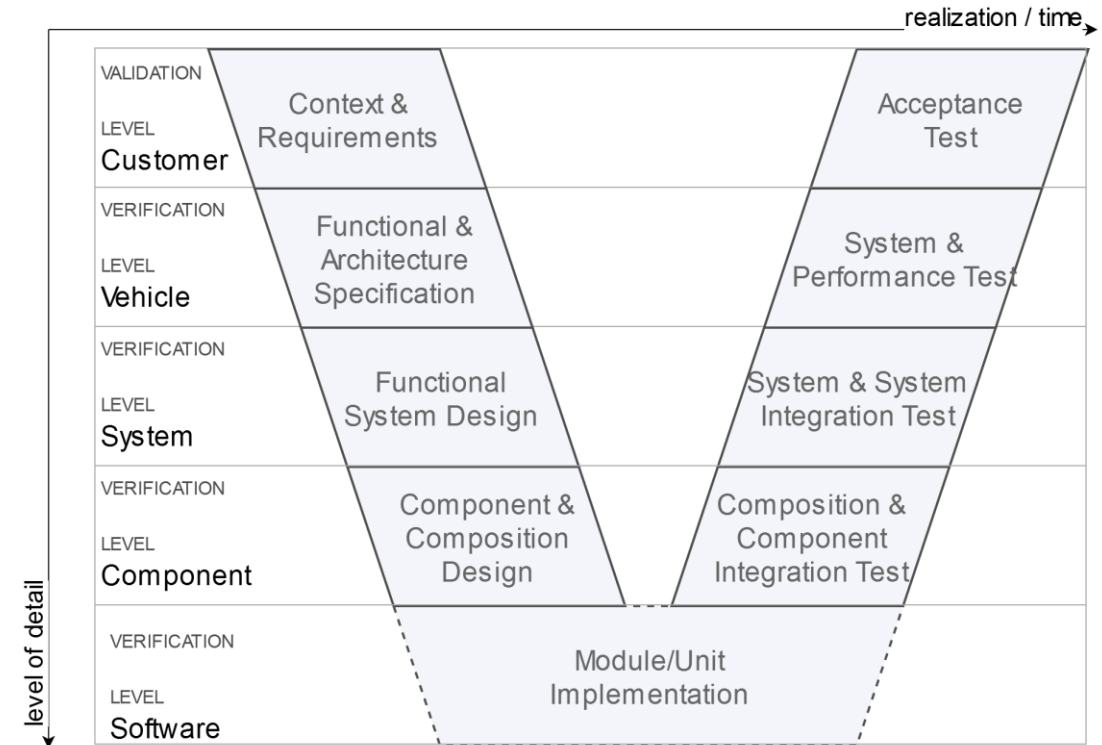 realization / time
VALIDATION
LEVEL
Customer
Context &
Requirements
Acceptance
Test
VERIFICATION
LEVEL
Vehicle
Functional &
Architecture
Specification
System &
Performance Test
VERIFICATION
LEVEL
System
Functional
System Design
System & System
Integration Test
VERIFICATION
LEVEL
Component
Component &
Composition
Design
Composition &
Component
Integration Test
level of detail
VERIFICATION
LEVEL
Software
Module/Unit
Implementation